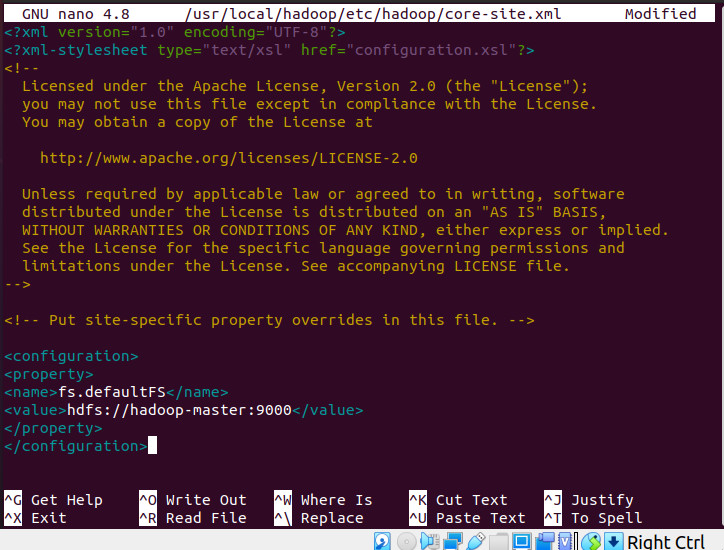 GNU nano 4.8 /usr/local/hadoop/etc/hadoop/core-site.xml Modified
<?xml version="1.0" encoding="UTF-8"?>
<?xml-stylesheet type="text/xsl" href="configuration.xsl"?>
<!--
Licensed under the Apache License, Version 2.0 (the "License");
you may not use this file except in compliance with the License.
You may obtain a copy of the License at
http://www.apache.org/licenses/LICENSE-2.0
Unless required by applicable law or agreed to in writing, software
distributed under the License is distributed on an "AS IS" BASIS,
WITHOUT WARRANTIES OR CONDITIONS OF ANY KIND, either express or implied.
See the License for the specific language governing permissions and
limitations under the License. See accompanying LICENSE file.
-->
<!-- Put site-specific property overrides in this file. -->
<configuration>
<property>
<name>fs.defaultFS</name>
<value>hdfs://hadoop-master:9000</value>
</property>
</configuration>
^G Get Help ^O Write Out ^W Where Is ^K Cut Text ^J Justify
^X Exit ^R Read File ^\ Replace ^U Paste Text ^T To Spell
Right Ctrl